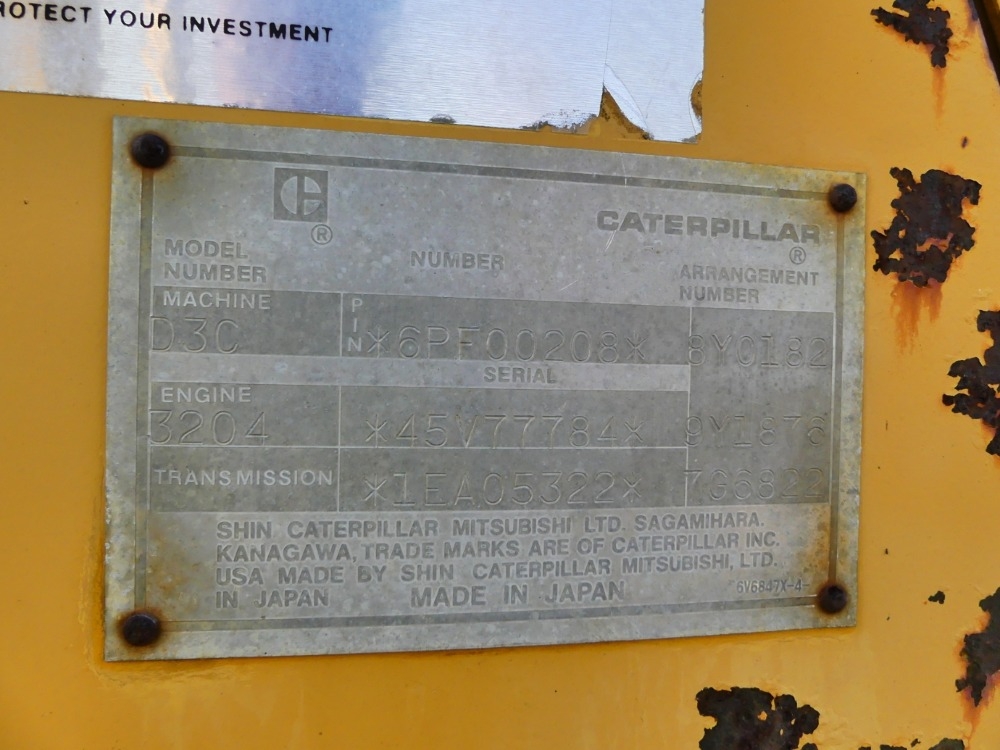 ROTECT YOUR INVESTMENT
C
®
CATERPILLAR
®
MODEL
NUMBER
NUMBER
ARRANGEMENT
NUMBER
MACHINE
D3C
PIN
*6PF00208*
8Y0182
SERIAL
ENGINE
3204
*45V77784*
9Y1876
TRANSMISSION
*1EA05322*
7G6822
SHIN CATERPILLAR MITSUBISHI LTD. SAGAMIHARA.
KANAGAWA, TRADE MARKS ARE OF CATERPILLAR INC.
USA MADE BY SHIN CATERPILLAR MITSUBISHI, LTD.
IN JAPAN MADE IN JAPAN
6V6847X-4-